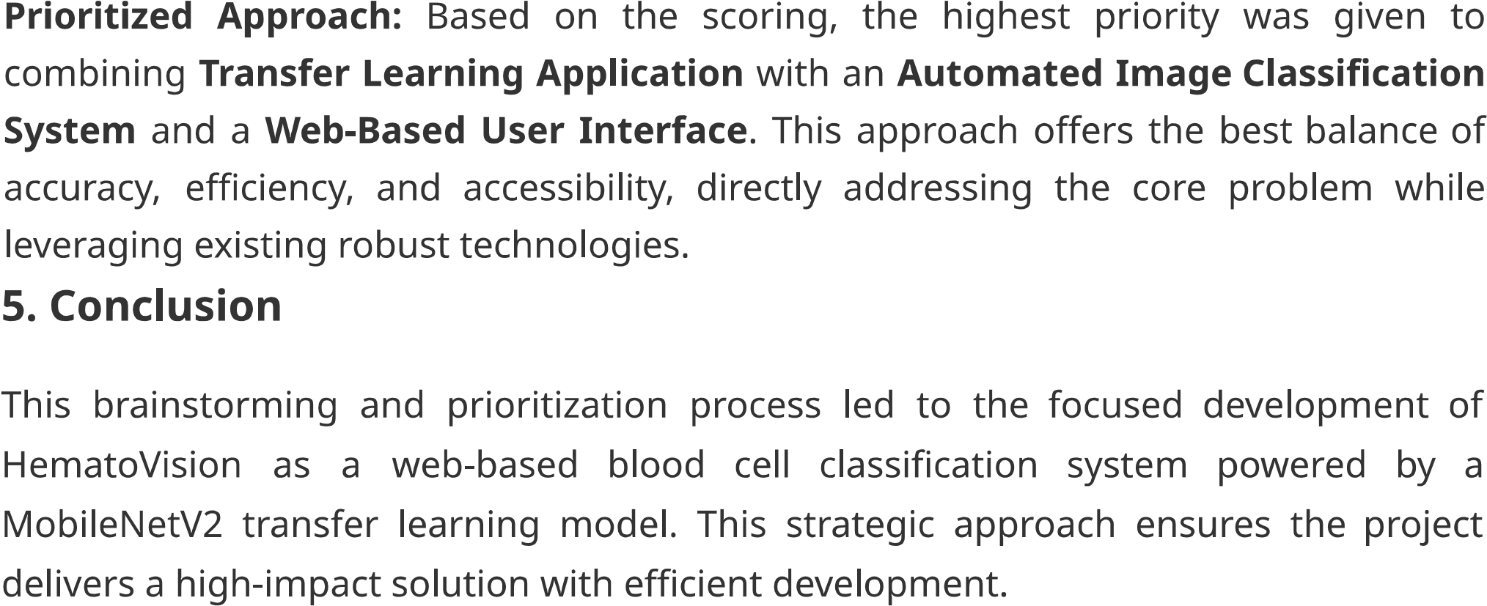 Prioritized Approach: Based on the scoring, the highest priority was given to
combining Transfer Learning Application with an Automated Image Classification
System and a Web-Based User Interface. This approach offers the best balance of
accuracy, efficiency, and accessibility, directly addressing the core problem while
leveraging existing robust technologies.
5. Conclusion
This brainstorming and prioritization process led to the focused development of
HematoVision as a web-based blood cell classification system powered by a
MobileNetV2 transfer learning model. This strategic approach ensures the project
delivers a high-impact solution with efficient development.